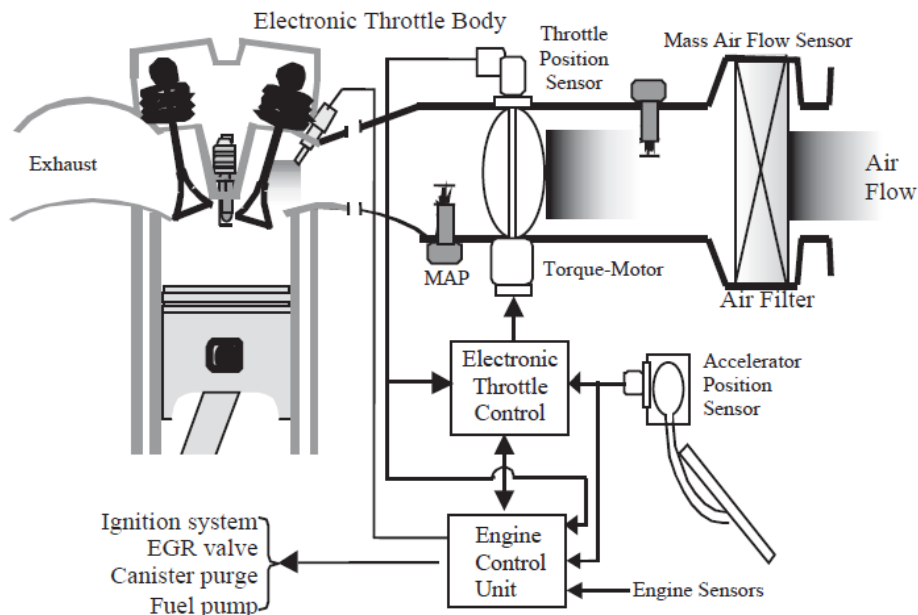 Electronic Throttle Body
Throttle
Position
Sensor
Mass Air Flow Sensor
Exhaust
Air
Flow
MAP
Torque-Motor
Air Filter
Electronic
Throttle
Control
Accelerator
Position
Sensor
Ignition system
EGR valve
Canister purge
Fuel pump
Engine
Control
Unit
Engine Sensors